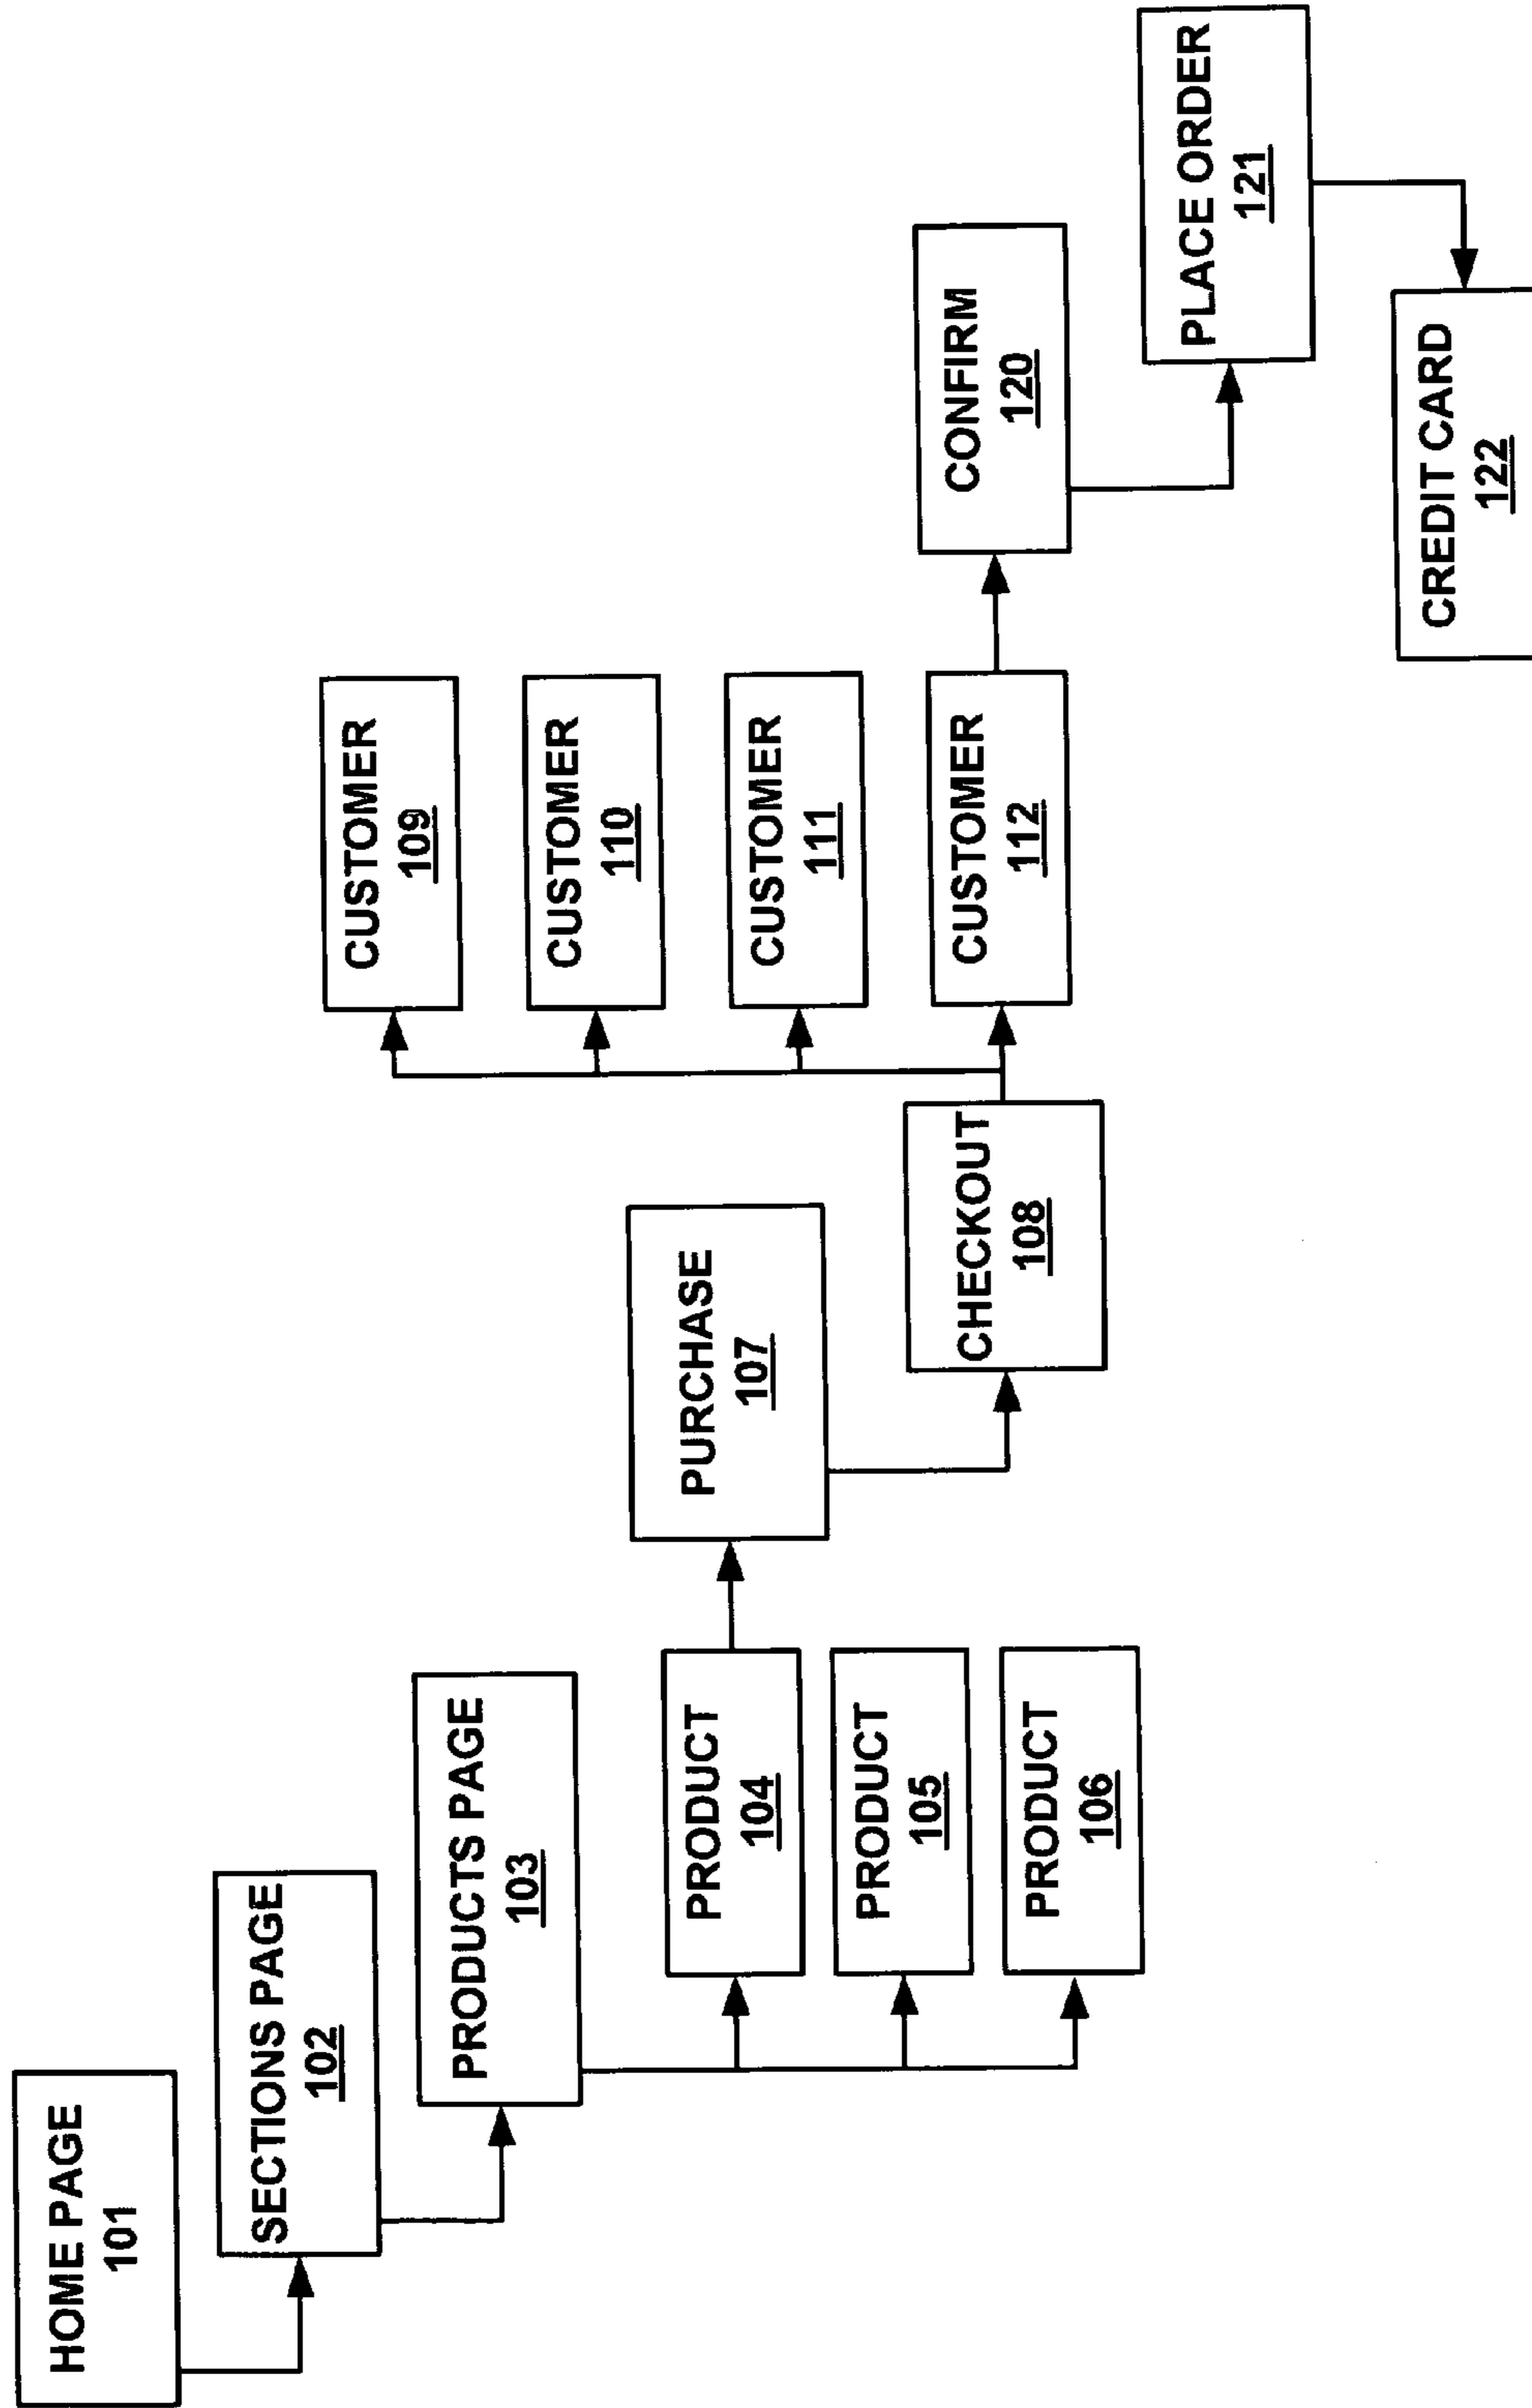 HOME PAGE
101
SECTIONS PAGE
102
PRODUCTS PAGE
103
PRODUCT
104
PRODUCT
105
PRODUCT
106
PURCHASE
107
CHECKOUT
108
CUSTOMER
109
CUSTOMER
110
CUSTOMER
111
CUSTOMER
112
CONFIRM
120
PLACE ORDER
121
CREDIT CARD
122